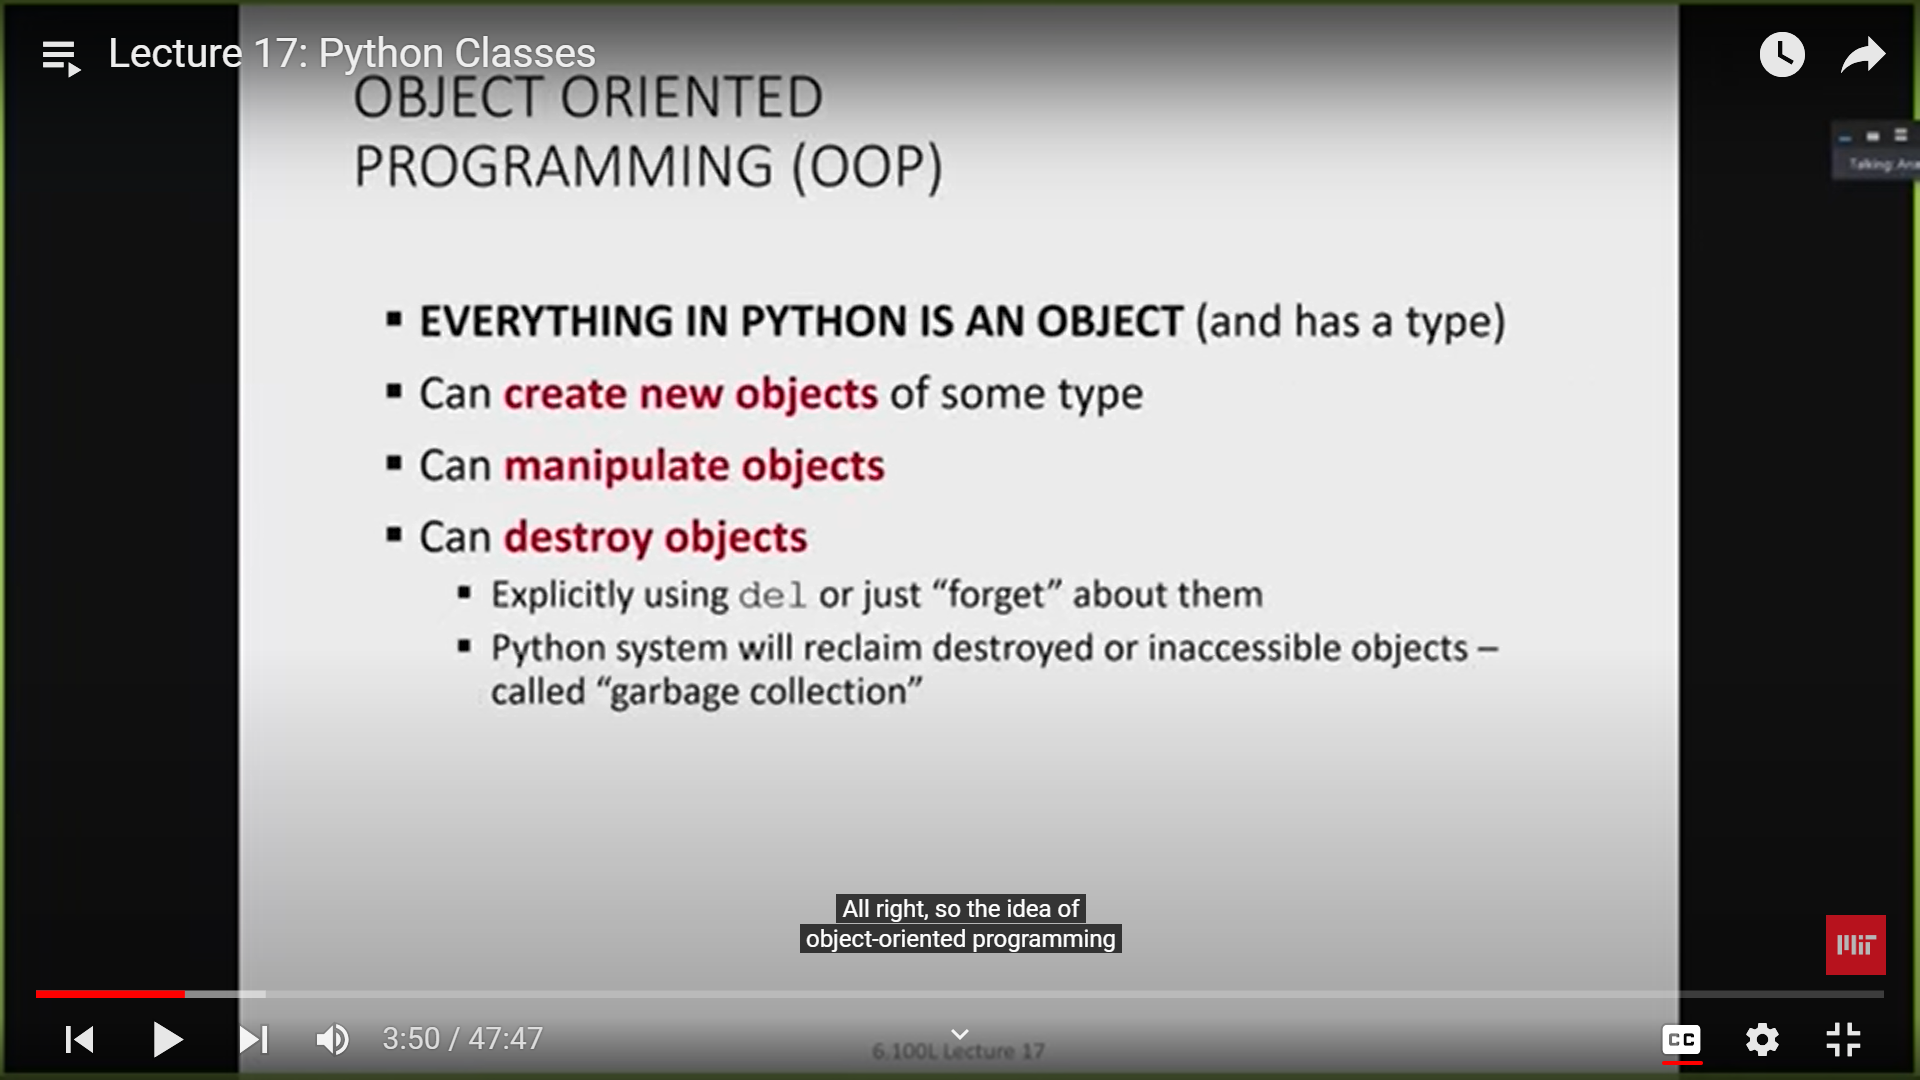 Lecture 17: Python Classes
OBJECT ORIENTED
PROGRAMMING (OOP)
Talking: Ana
▪ EVERYTHING IN PYTHON IS AN OBJECT (and has a type)
▪ Can create new objects of some type
▪ Can manipulate objects
▪ Can destroy objects
▪ Explicitly using del or just “forget” about them
▪ Python system will reclaim destroyed or inaccessible objects –
called “garbage collection”
All right, so the idea of
object-oriented programming
MIT
3:50 / 47:47
CC
6.100L Lecture 17